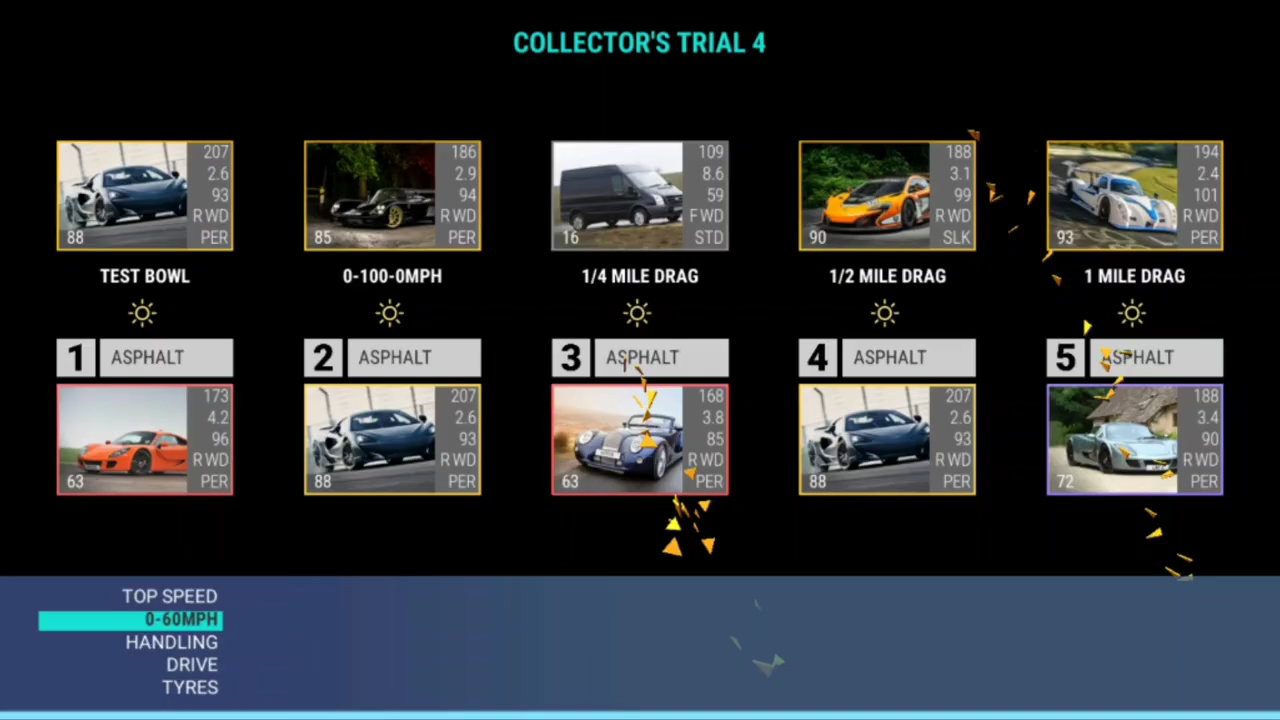 COLLECTOR'S TRIAL 4
207
2.6
93
RWD
88 PER
186
2.9
94
RWD
85 PER
109
8.6
59
FWD
16 STD
188
3.1
99
RWD
90 SLK
194
2.4
101
RWD
93 PER
TEST BOWL
0-100-0MPH
1/4 MILE DRAG
1/2 MILE DRAG
1 MILE DRAG
1 ASPHALT
2 ASPHALT
3 ASPHALT
4 ASPHALT
5 ASPHALT
173
4.2
96
RWD
63 PER
207
2.6
93
RWD
88 PER
168
3.8
85
RWD
63 PER
207
2.6
93
RWD
88 PER
188
3.4
90
RWD
72 PER
TOP SPEED
0-60MPH
HANDLING
DRIVE
TYRES